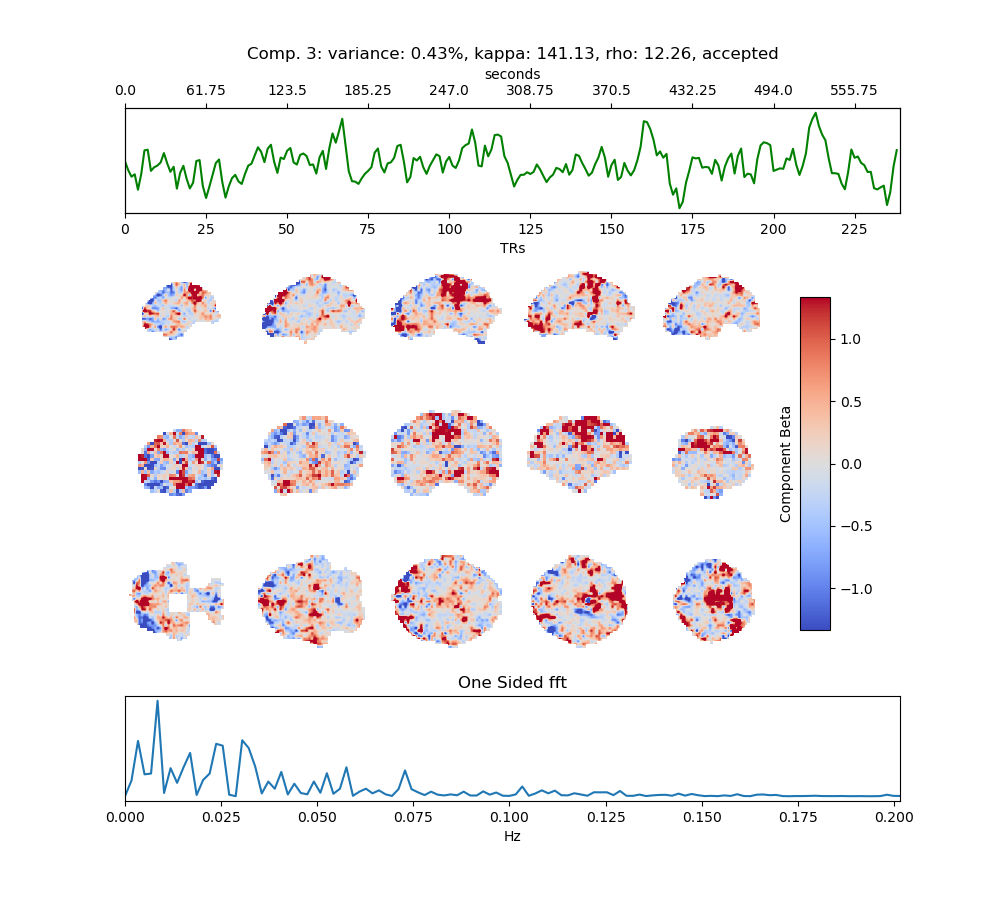 Comp. 3: variance: 0.43%, kappa: 141.13, rho: 12.26, accepted
seconds
0.0 61.75 123.5 185.25 247.0 308.75 370.5 432.25 494.0 555.75
0 25 50 75 100 125 150 175 200 225
TRs
Component Beta
1.0
0.5
0.0
−0.5
−1.0
One Sided fft
0.000 0.025 0.050 0.075 0.100 0.125 0.150 0.175 0.200
Hz